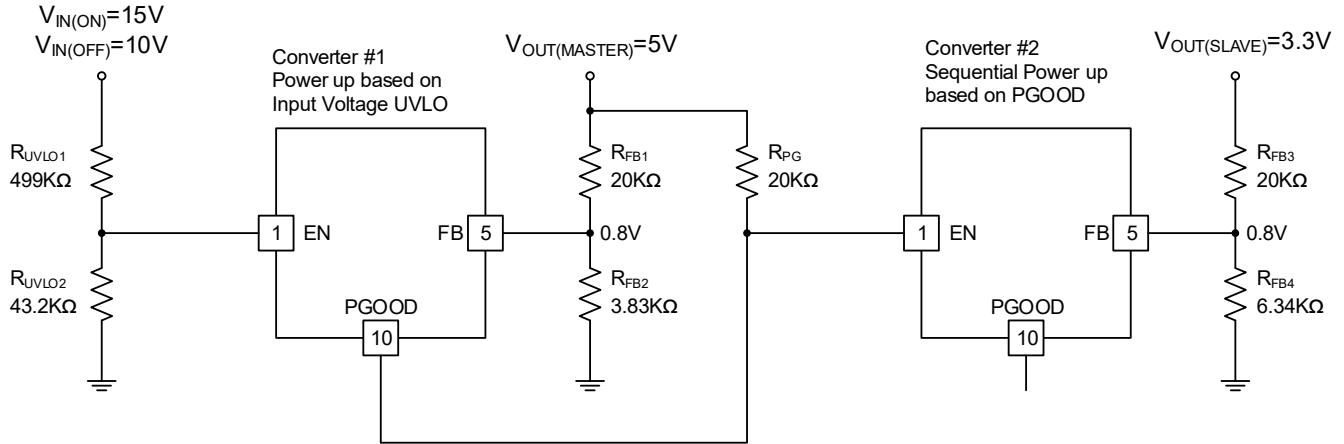 V_IN(ON)=15V
V_IN(OFF)=10V
Converter #1
Power up based on
Input Voltage UVLO
V_OUT(MASTER)=5V
Converter #2
Sequential Power up
based on PGOOD
V_OUT(SLAVE)=3.3V
R_UVLO1
499KΩ
R_FB1
20KΩ
R_PG
20KΩ
R_FB3
20KΩ
1 EN
FB 5
0.8V
1 EN
FB 5
0.8V
R_UVLO2
43.2KΩ
PGOOD
10
R_FB2
3.83KΩ
PGOOD
10
R_FB4
6.34KΩ